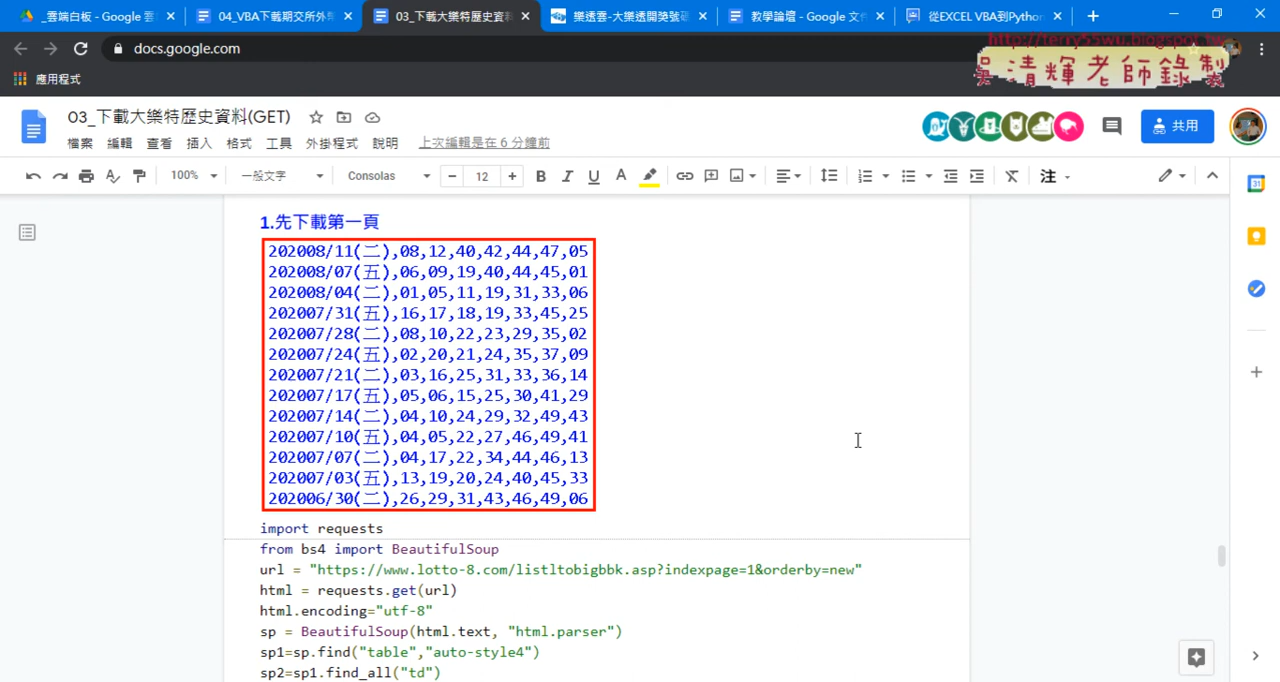 _雲端白板 - Google 雲
04_VBA下載期交所外幣
03_下載大樂特歷史資料
樂透雲-大樂透開獎號碼
教學論壇 - Google 文件
從EXCEL VBA到Python
docs.google.com
應用程式
吳清輝老師錄製
03_下載大樂特歷史資料(GET)
共用
檔案 編輯 查看 插入 格式 工具 外掛程式 說明 上次編輯是在 6 分鐘前
100% 一般文字 Consolas 12 B I U A 注
1.先下載第一頁
202008/11(二),08,12,40,42,44,47,05
202008/07(五),06,09,19,40,44,45,01
202008/04(二),01,05,11,19,31,33,06
202007/31(五),16,17,18,19,33,45,25
202007/28(二),08,10,22,23,29,35,02
202007/24(五),02,20,21,24,35,37,09
202007/21(二),03,16,25,31,33,36,14
202007/17(五),05,06,15,25,30,41,29
202007/14(二),04,10,24,29,32,49,43
202007/10(五),04,05,22,27,46,49,41
202007/07(二),04,17,22,34,44,46,13
202007/03(五),13,19,20,24,40,45,33
202006/30(二),26,29,31,43,46,49,06
import requests
from bs4 import BeautifulSoup
url = "https://www.lotto-8.com/listltobigbbk.asp?indexpage=1&orderby=new"
html = requests.get(url)
html.encoding="utf-8"
sp = BeautifulSoup(html.text, "html.parser")
sp1=sp.find("table","auto-style4")
sp2=sp1.find_all("td")